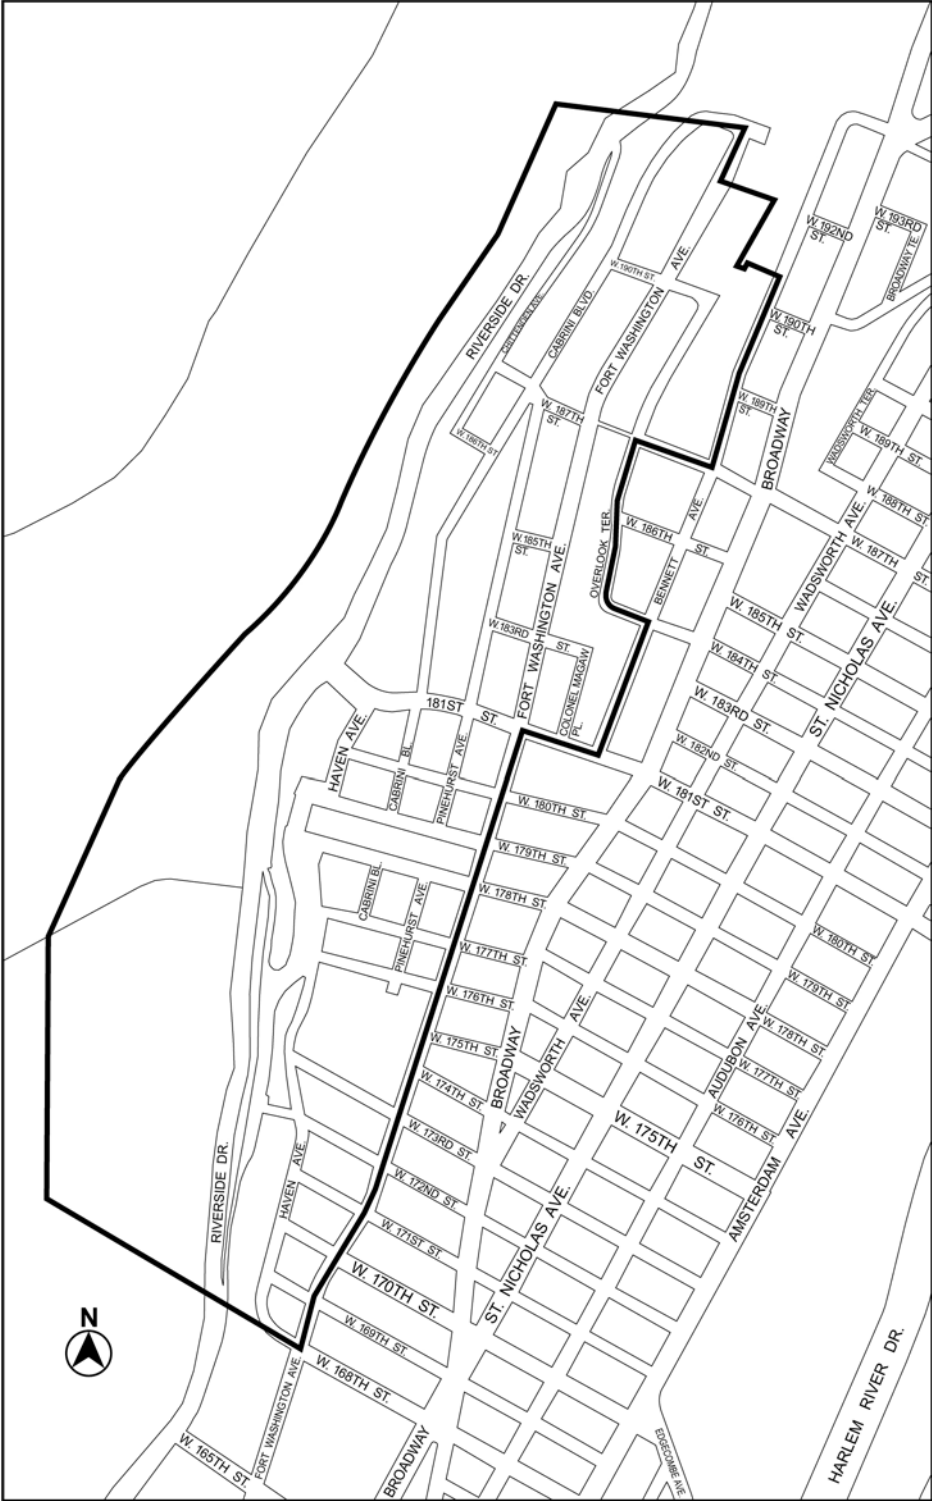 W. 193RD
ST.
W. 192ND
ST.
BROADWAY TE.
RIVERSIDE DR.
CHITTENDEN AVE.
CABRINI BLVD.
W. 190TH ST.
FORT WASHINGTON AVE.
W. 190TH
ST.
W. 189TH
ST.
BROADWAY
WADSWORTH TER
W. 189TH ST.
W. 188TH ST.
W. 187TH
ST.
W. 187TH
ST.
W. 186TH ST
W. 186TH
ST.
BENNETT AVE.
OVERLOOK TER.
W. 185TH
ST.
FORT WASHINGTON AVE.
W. 183RD
ST.
COLONEL MAGAW
PL.
WADSWORTH AVE.
ST. NICHOLAS AVE.
W. 185TH
ST.
W. 184TH
ST.
W. 183RD ST.
W. 182ND ST.
W. 181ST ST.
181ST ST.
HAVEN AVE.
CABRINI BL.
PINEHURST AVE.
W. 180TH ST.
W. 179TH ST.
W. 178TH ST.
CABRINI BL.
PINEHURST AVE.
W. 177TH ST.
W. 176TH ST.
W. 175TH ST.
W. 174TH ST.
W. 173RD ST.
W. 172ND ST.
W. 171ST ST.
W. 170TH ST.
W. 169TH ST.
W. 168TH ST.
BROADWAY
WADSWORTH AVE.
W. 180TH ST.
W. 179TH ST.
W. 178TH ST.
W. 177TH ST.
W. 176TH ST.
AUDUBON AVE.
W. 175TH ST.
AMSTERDAM AVE.
ST. NICHOLAS AVE.
RIVERSIDE DR.
HAVEN AVE.
N
FORT WASHINGTON AVE.
W. 165TH ST.
BROADWAY
EDGECOMBE AVE.
HARLEM RIVER DR.